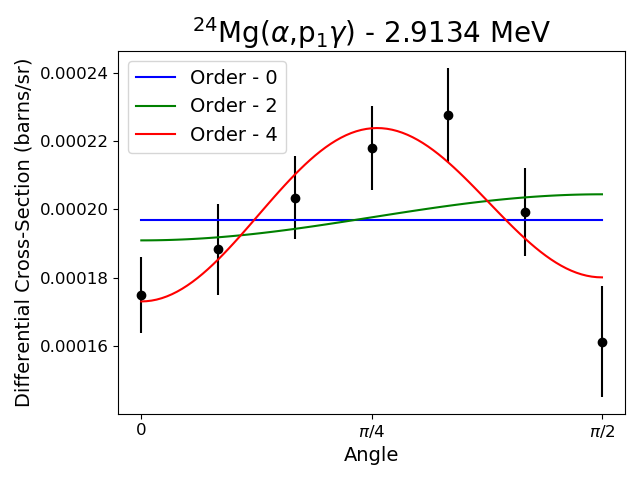 ²⁴Mg(α,p₁γ) - 2.9134 MeV
Differential Cross-Section (barns/sr)
0.00024
0.00022
0.00020
0.00018
0.00016
Order - 0
Order - 2
Order - 4
0
π/4
π/2
Angle